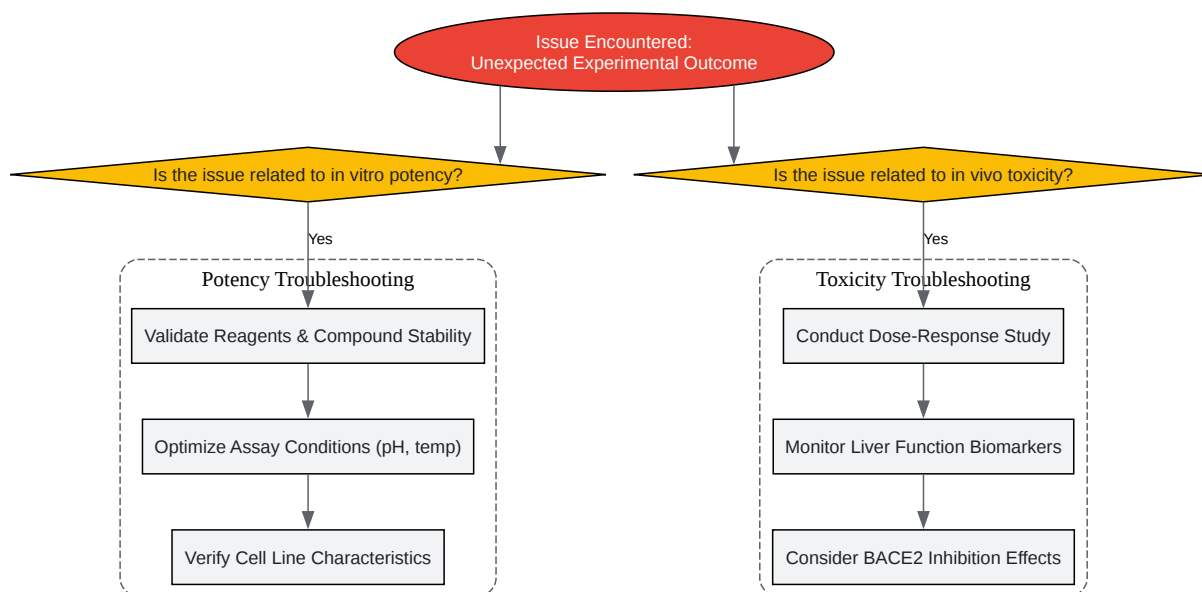 Issue Encountered:
Unexpected Experimental Outcome
Is the issue related to in vitro potency?
Is the issue related to in vivo toxicity?
Yes
Yes
Potency Troubleshooting
Toxicity Troubleshooting
Validate Reagents & Compound Stability
Conduct Dose-Response Study
Optimize Assay Conditions (pH, temp)
Monitor Liver Function Biomarkers
Verify Cell Line Characteristics
Consider BACE2 Inhibition Effects